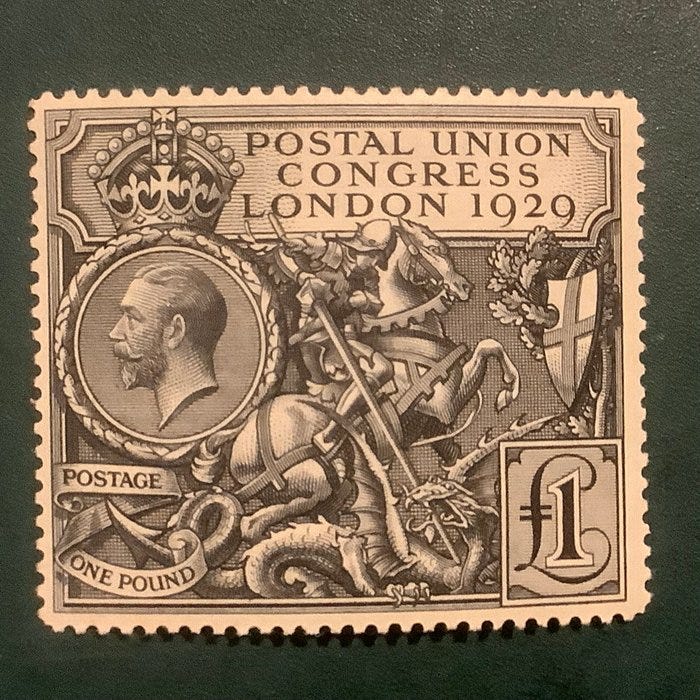 POSTAL UNION
CONGRESS
LONDON 1929
POSTAGE
ONE POUND
£1